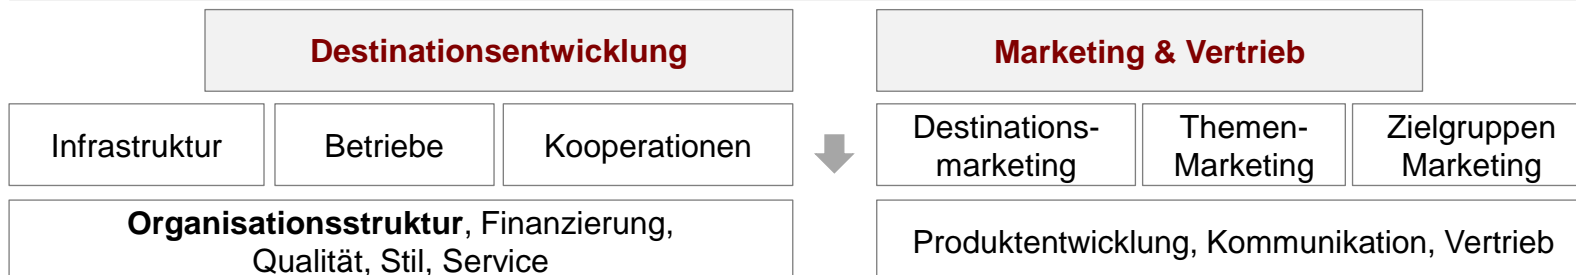 Destinationsentwicklung
Marketing & Vertrieb
Infrastruktur
Betriebe
Kooperationen
Destinations-
marketing
Themen-
Marketing
Zielgruppen
Marketing
Organisationsstruktur, Finanzierung,
Qualität, Stil, Service
Produktentwicklung, Kommunikation, Vertrieb